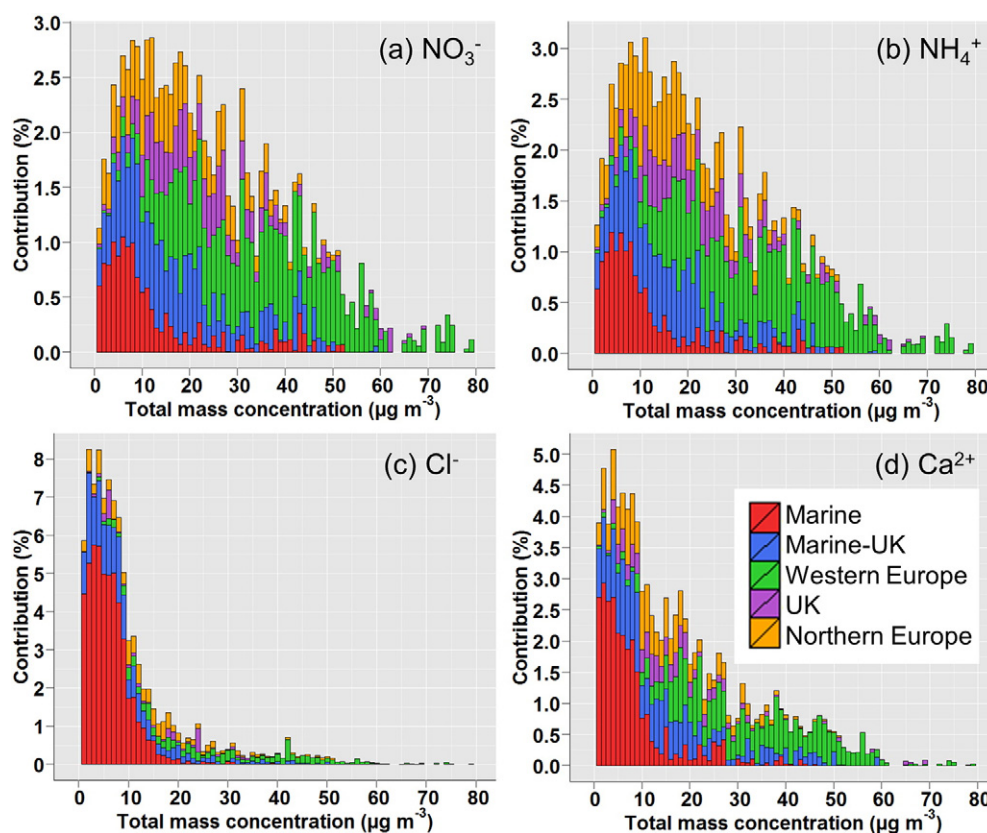 (a) NO₃⁻
Contribution (%)
3.0
2.5
2.0
1.5
1.0
0.5
0.0
0 10 20 30 40 50 60 70 80
Total mass concentration (µg m⁻³)
(b) NH₄⁺
Contribution (%)
3.0
2.5
2.0
1.5
1.0
0.5
0.0
0 10 20 30 40 50 60 70 80
Total mass concentration (µg m⁻³)
(c) Cl⁻
Contribution (%)
8
7
6
5
4
3
2
1
0
0 10 20 30 40 50 60 70 80
Total mass concentration (µg m⁻³)
(d) Ca²⁺
Contribution (%)
5.0
4.5
4.0
3.5
3.0
2.5
2.0
1.5
1.0
0.5
0.0
Marine
Marine-UK
Western Europe
UK
Northern Europe
0 10 20 30 40 50 60 70 80
Total mass concentration (µg m⁻³)